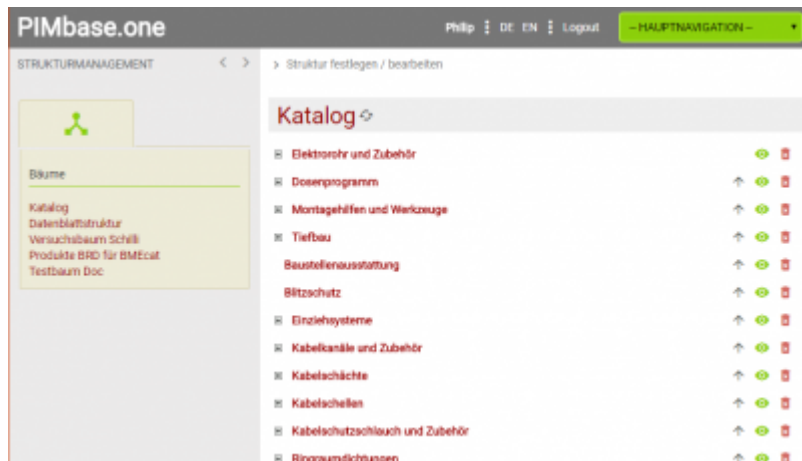 PIMbase.one
Philip DE EN Logout
-- HAUPTNAVIGATION --
STRUKTURMANAGEMENT < >
> Struktur festlegen / bearbeiten
Bäume
Katalog
Datenblattstruktur
Versuchsbaum Schilli
Produkte BRD für BMEcat
Testbaum Doc
Katalog
Elektrorohr und Zubehör
Dosenprogramm
Montagehilfen und Werkzeuge
Tiefbau
Baustellenausstattung
Blitzschutz
Einziehsysteme
Kabelkanäle und Zubehör
Kabelschächte
Kabelschellen
Kabelschutzschlauch und Zubehör
Ringraumdichtungen